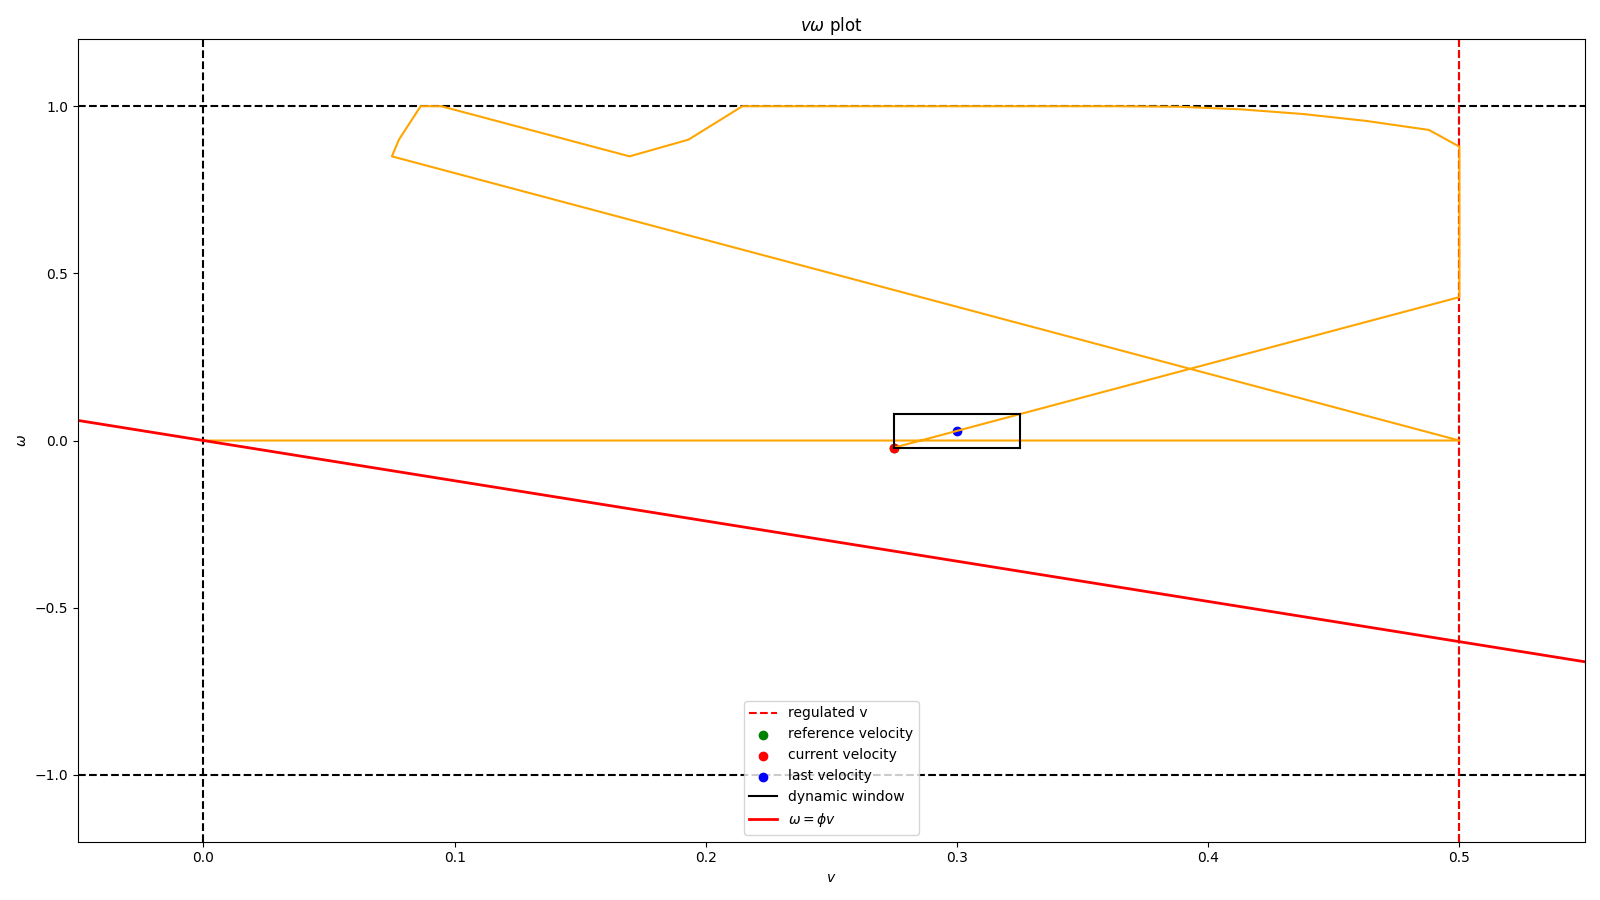 vω plot
1.0
0.5
0.0
−0.5
−1.0
ω
regulated v
reference velocity
current velocity
last velocity
dynamic window
ω = ϕv
0.0 0.1 0.2 0.3 0.4 0.5
v